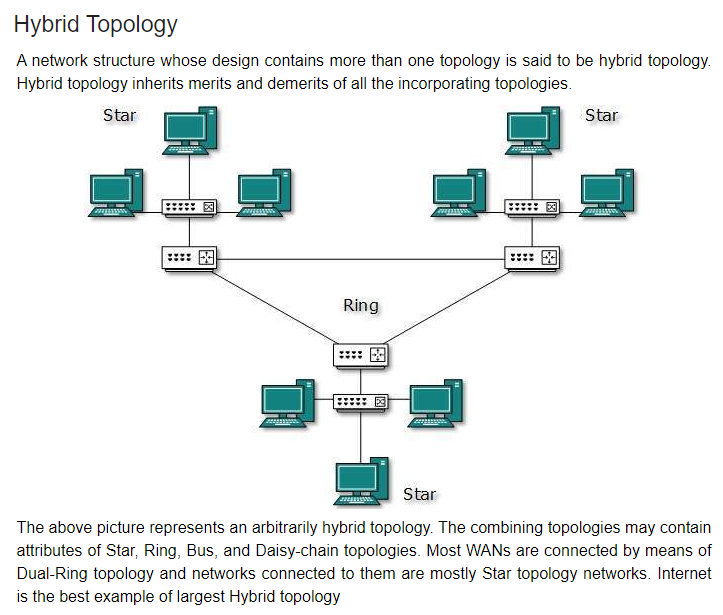 Hybrid Topology
A network structure whose design contains more than one topology is said to be hybrid topology.
Hybrid topology inherits merits and demerits of all the incorporating topologies.
Star
Star
Ring
Star
The above picture represents an arbitrarily hybrid topology. The combining topologies may contain
attributes of Star, Ring, Bus, and Daisy-chain topologies. Most WANs are connected by means of
Dual-Ring topology and networks connected to them are mostly Star topology networks. Internet
is the best example of largest Hybrid topology